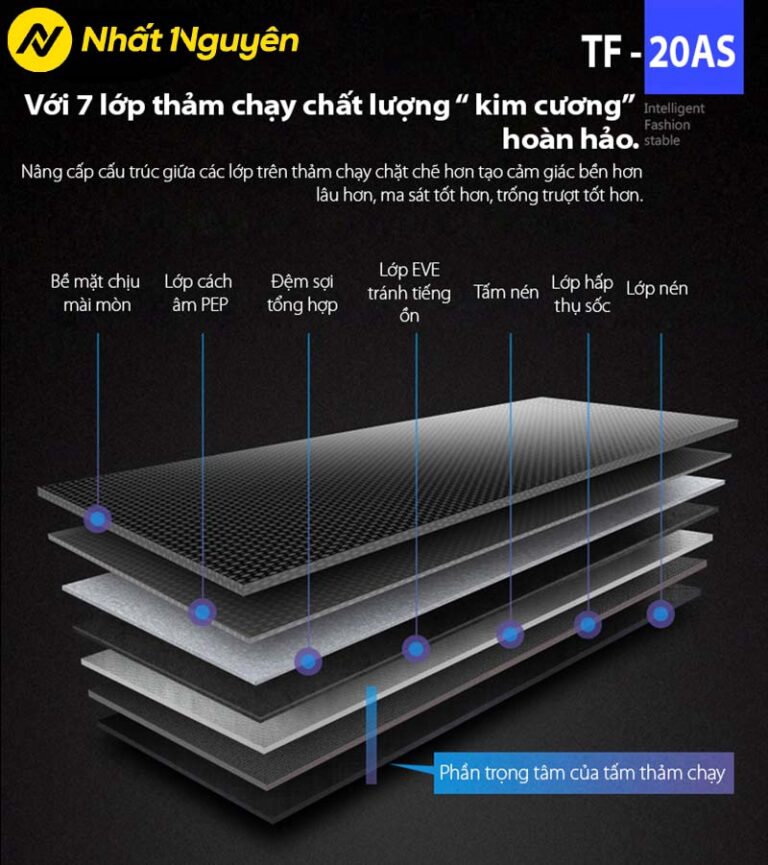 Nhất Nguyên
TF - 20AS
Với 7 lớp thảm chạy chất lượng “ kim cương”
hoàn hảo.
Intelligent
Fashion
stable
Nâng cấp cấu trúc giữa các lớp trên thảm chạy chặt chẽ hơn tạo cảm giác bền hơn
lâu hơn, ma sát tốt hơn, trống trượt tốt hơn.
Bề mặt chịu
mài mòn
Lớp cách
âm PEP
Đệm sợi
tổng hợp
Lớp EVE
tránh tiếng
ồn
Tấm nén
Lớp hấp
thụ sốc
Lớp nén
Phần trọng tâm của tấm thảm chạy